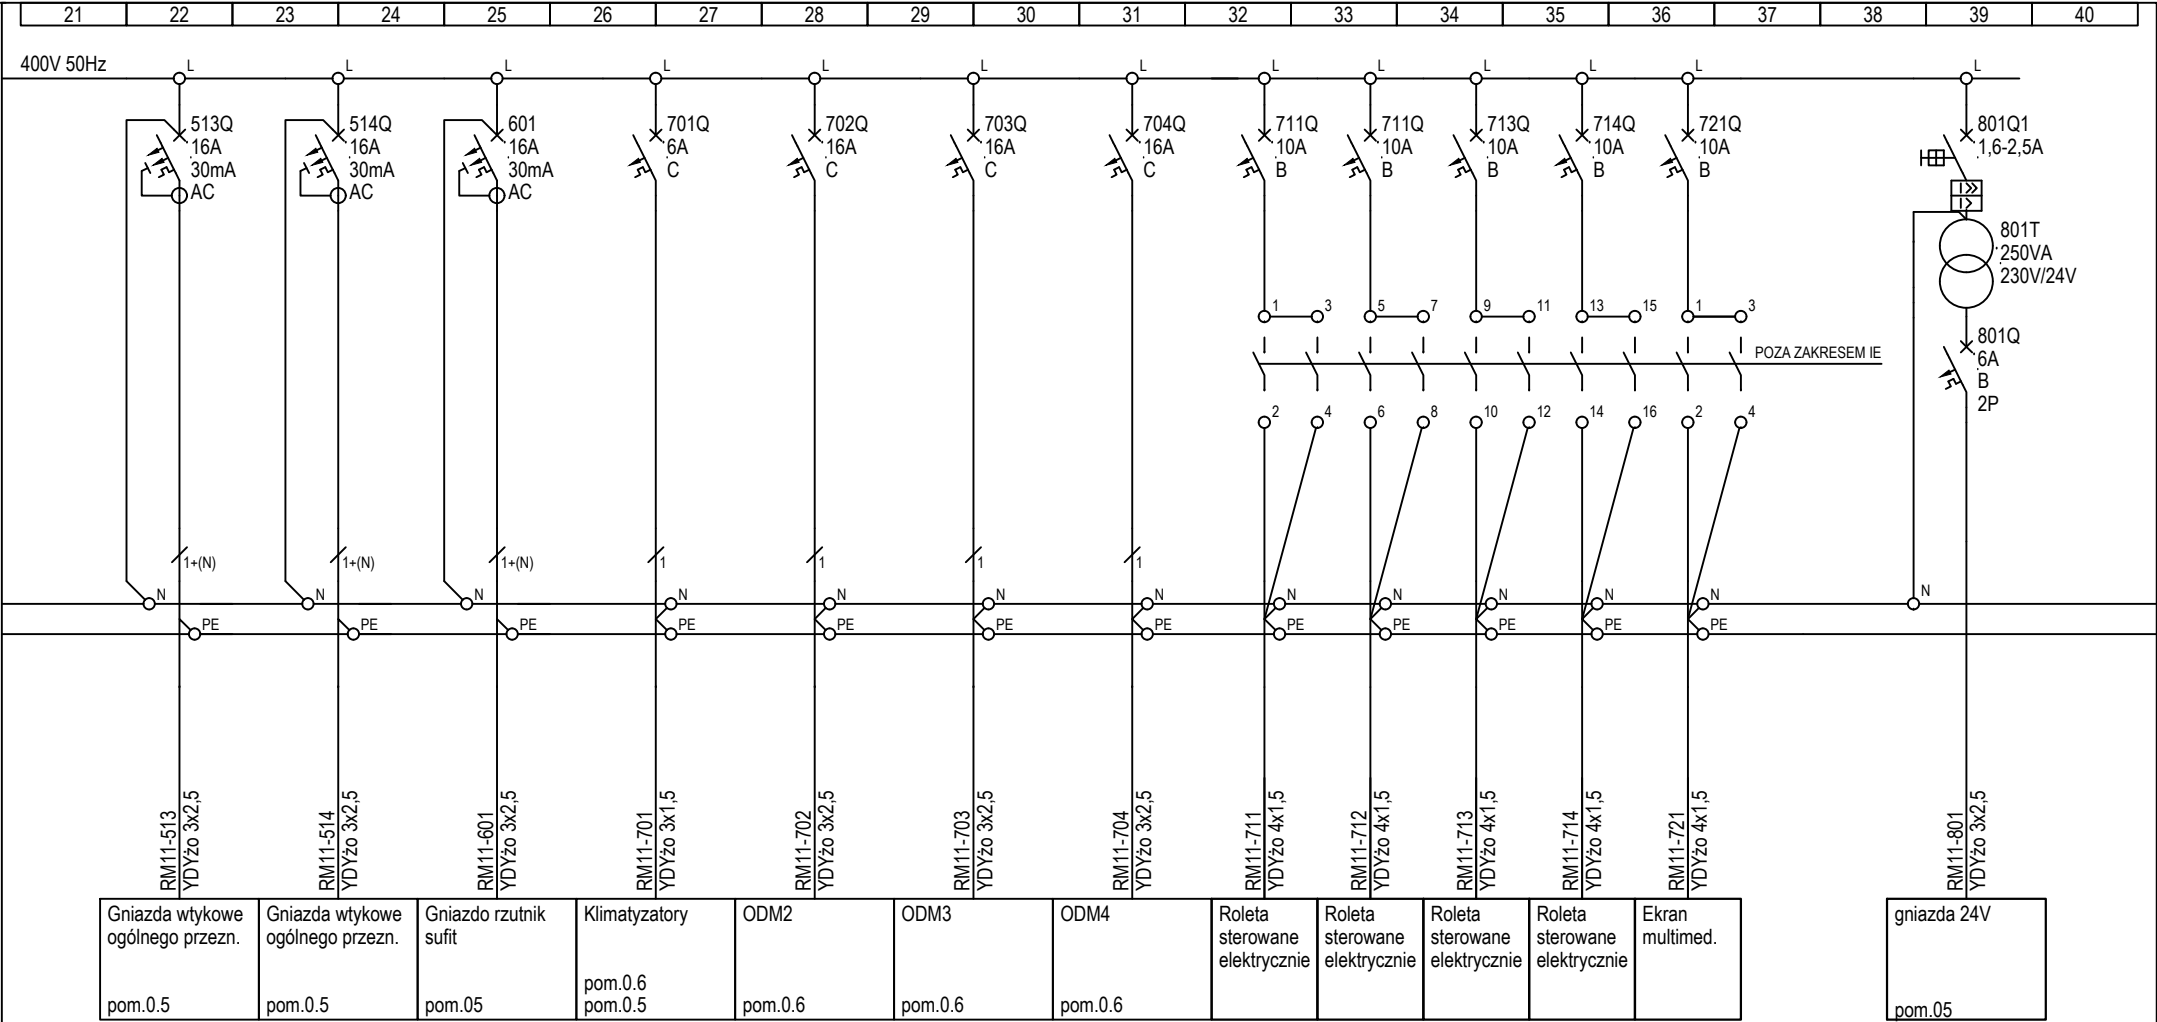 21 22 23 24 25 26 27 28 29 30 31 32 33 34 35 36 37 38 39 40
400V 50Hz
L L L L L L L L L L L L L
513Q
16A
30mA
AC
514Q
16A
30mA
AC
601
16A
30mA
AC
701Q
6A
C
702Q
16A
C
703Q
16A
C
704Q
16A
C
711Q
10A
B
711Q
10A
B
713Q
10A
B
714Q
10A
B
721Q
10A
B
801Q1
1,6-2,5A
I>>
I>
801T
250VA
230V/24V
801Q
6A
B
2P
1 3 5 7 9 11 13 15 1 3
POZA ZAKRESEM IE
2 4 6 8 10 12 14 16 2 4
1+(N) 1+(N) 1+(N) 1 1 1 1
N N N N N N N N N N N N N
PE PE PE PE PE PE PE PE PE PE PE PE
RM11-513
YDYżo 3x2,5
RM11-514
YDYżo 3x2,5
RM11-601
YDYżo 3x2,5
RM11-701
YDYżo 3x1,5
RM11-702
YDYżo 3x2,5
RM11-703
YDYżo 3x2,5
RM11-704
YDYżo 3x2,5
RM11-711
YDYżo 4x1,5
RM11-712
YDYżo 4x1,5
RM11-713
YDYżo 4x1,5
RM11-714
YDYżo 4x1,5
RM11-721
YDYżo 4x1,5
RM11-801
YDYżo 3x2,5
Gniazda wtykowe
ogólnego przezn.
pom.0.5
Gniazda wtykowe
ogólnego przezn.
pom.0.5
Gniazdo rzutnik
sufit
pom.05
Klimatyzatory
pom.0.6
pom.0.5
ODM2
pom.0.6
ODM3
pom.0.6
ODM4
pom.0.6
Roleta
sterowane
elektrycznie
Roleta
sterowane
elektrycznie
Roleta
sterowane
elektrycznie
Roleta
sterowane
elektrycznie
Ekran
multimed.
gniazda 24V
pom.05